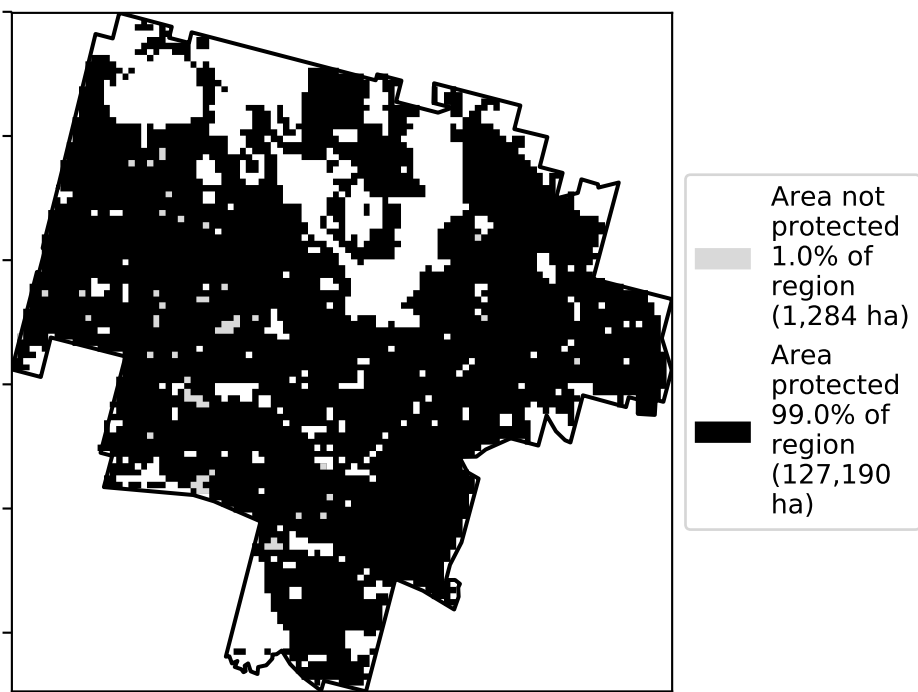 Area not
protected
1.0% of
region
(1,284 ha)
Area
protected
99.0% of
region
(127,190
ha)